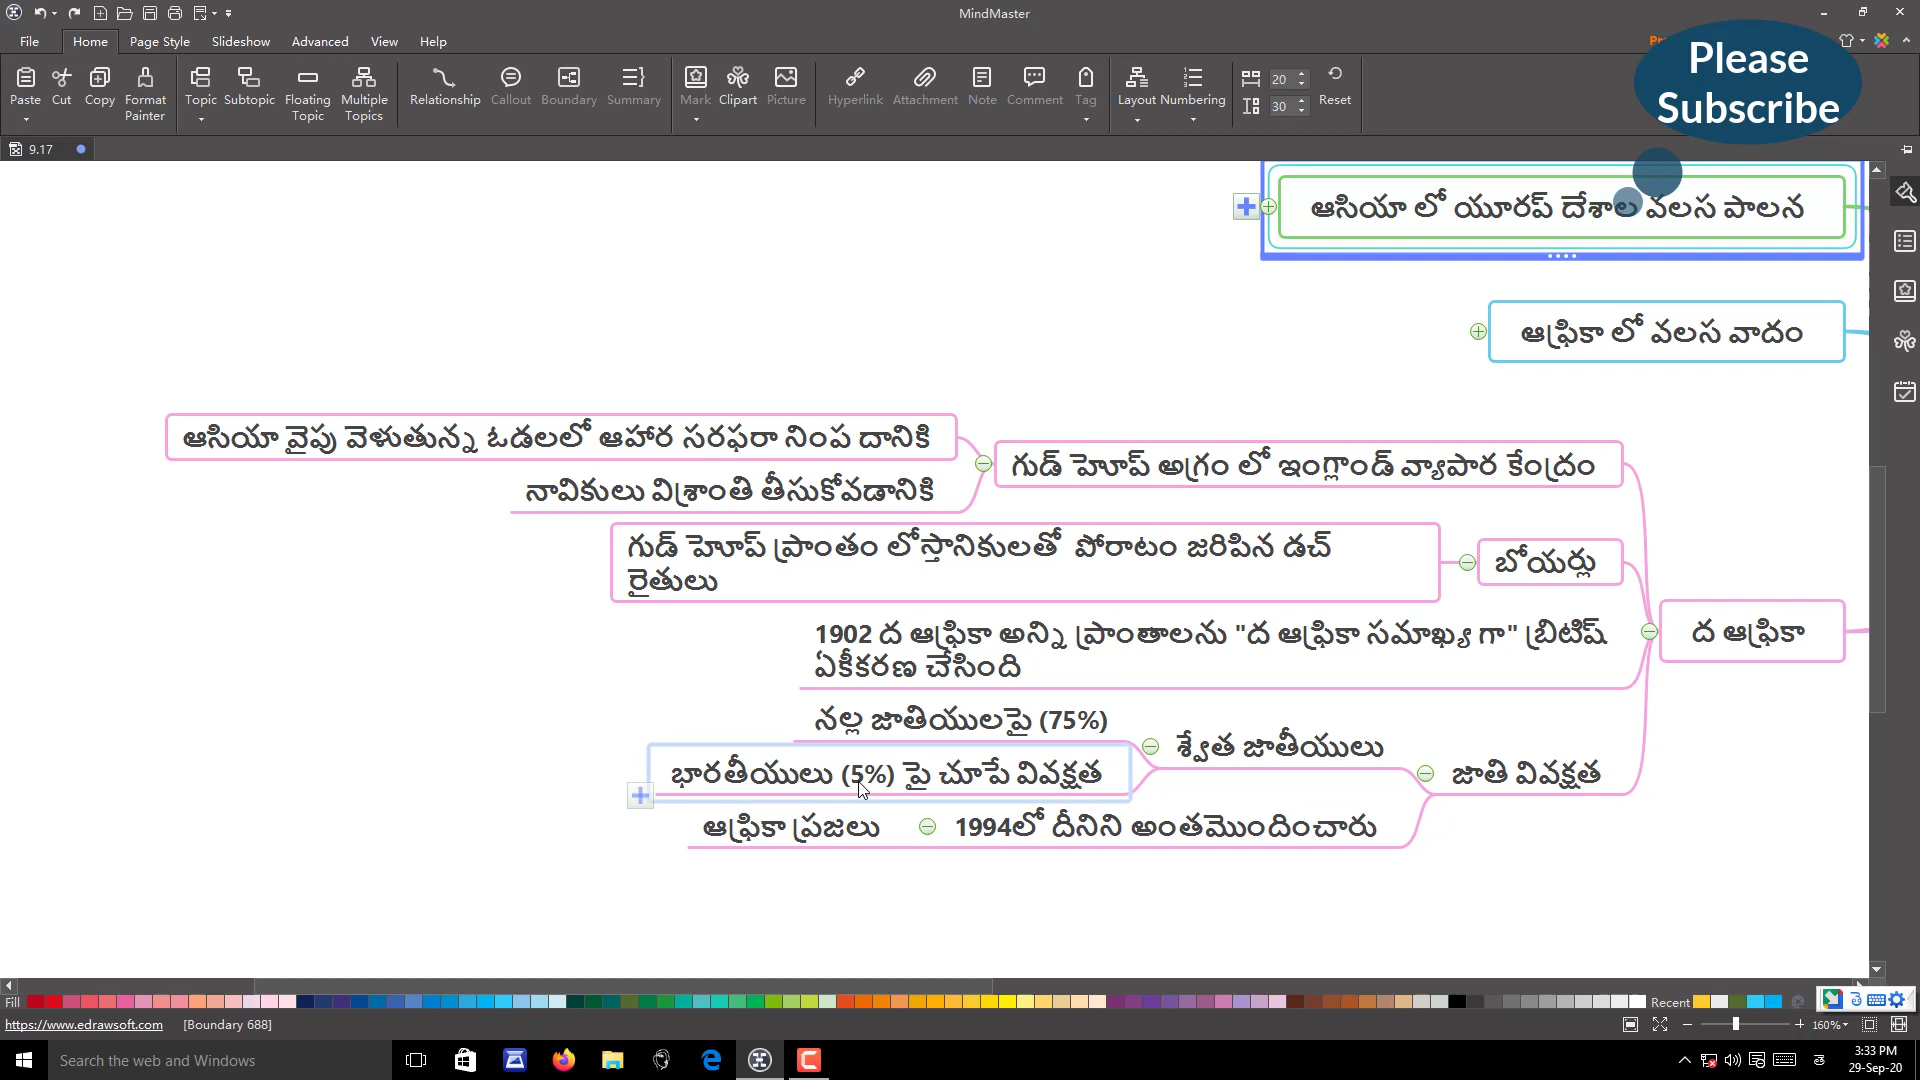 MindMaster
File
Home
Page Style
Slideshow
Advanced
View
Help
Please
Subscribe
Paste
Cut
Copy
Format
Painter
Topic
Subtopic
Floating
Topic
Multiple
Topics
Relationship
Callout
Boundary
Summary
Mark
Clipart
Picture
Hyperlink
Attachment
Note
Comment
Tag
Layout
Numbering
20
30
Reset
9.17
ఆసియా లో యూరప్ దేశాల వలస పాలన
ఆఫ్రికా లో వలస వాదం
ఆసియా వైపు వెళుతున్న ఓడలలో ఆహార సరఫరా నింప దానికి
గుడ్ హెూప్ అగ్రం లో ఇంగ్లాండ్ వ్యాపార కేంద్రం
నావికులు విశ్రాంతి తీసుకోవడానికి
గుడ్ హెూప్ ప్రాంతం లోస్తానికులతో పోరాటం జరిపిన డచ్
రైతులు
బోయర్లు
1902 ద ఆఫ్రికా అన్ని ప్రాంతాలను "ద ఆఫ్రికా సమాఖ్య గా" బ్రిటిష్
ఏకీకరణ చేసింది
ద ఆఫ్రికా
నల్ల జాతియులపై (75%)
శ్వేత జాతీయులు
భారతీయులు (5%) పై చూపే వివక్షత
జాతి వివక్షత
ఆఫ్రికా ప్రజలు
1994లో దీనిని అంతమొందించారు
Fill
Recent
https://www.edrawsoft.com
[Boundary 688]
160%
Search the web and Windows
3:33 PM
29-Sep-20